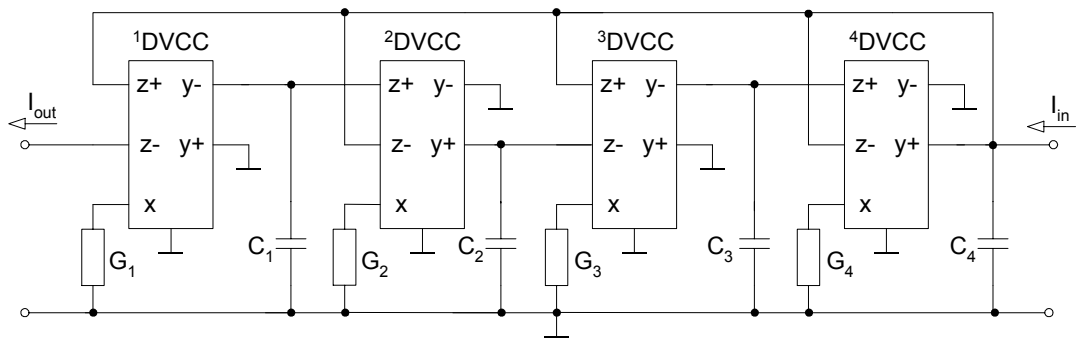 ¹DVCC ²DVCC ³DVCC ⁴DVCC
z+ y- z+ y- z+ y- z+ y-
I_out I_in
z- y+ z- y+ z- y+ z- y+
x x x x
G₁ C₁ G₂ C₂ G₃ C₃ G₄ C₄